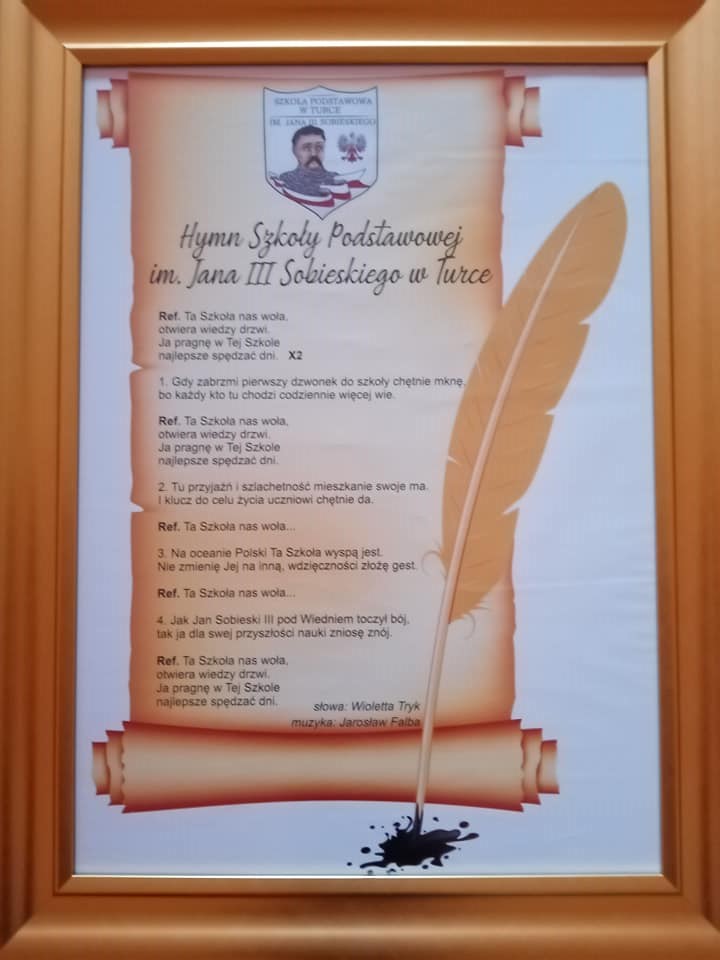 SZKOŁA PODSTAWOWA
W TURCE
IM. JANA III SOBIESKIEGO
Hymn Szkoły Podstawowej
im. Jana III Sobieskiego w Turce
Ref. Ta Szkoła nas woła,
otwiera wiedzy drzwi.
Ja pragnę w Tej Szkole
najlepsze spędzać dni. X2
1. Gdy zabrzmi pierwszy dzwonek do szkoły chętnie mknę,
bo każdy kto tu chodzi codziennie więcej wie.
Ref. Ta Szkoła nas woła,
otwiera wiedzy drzwi.
Ja pragnę w Tej Szkole
najlepsze spędzać dni.
2. Tu przyjaźń i szlachetność mieszkanie swoje ma.
I klucz do celu życia uczniowi chętnie da.
Ref. Ta Szkoła nas woła...
3. Na oceanie Polski Ta Szkoła wyspą jest.
Nie zmienię Jej na inną, wdzięczności złożę gest.
Ref. Ta Szkoła nas woła...
4. Jak Jan Sobieski III pod Wiedniem toczył bój,
tak ja dla swej przyszłości nauki zniosę znój.
Ref. Ta Szkoła nas woła,
otwiera wiedzy drzwi.
Ja pragnę w Tej Szkole
najlepsze spędzać dni.
słowa: Wioletta Tryk
muzyka: Jarosław Falba